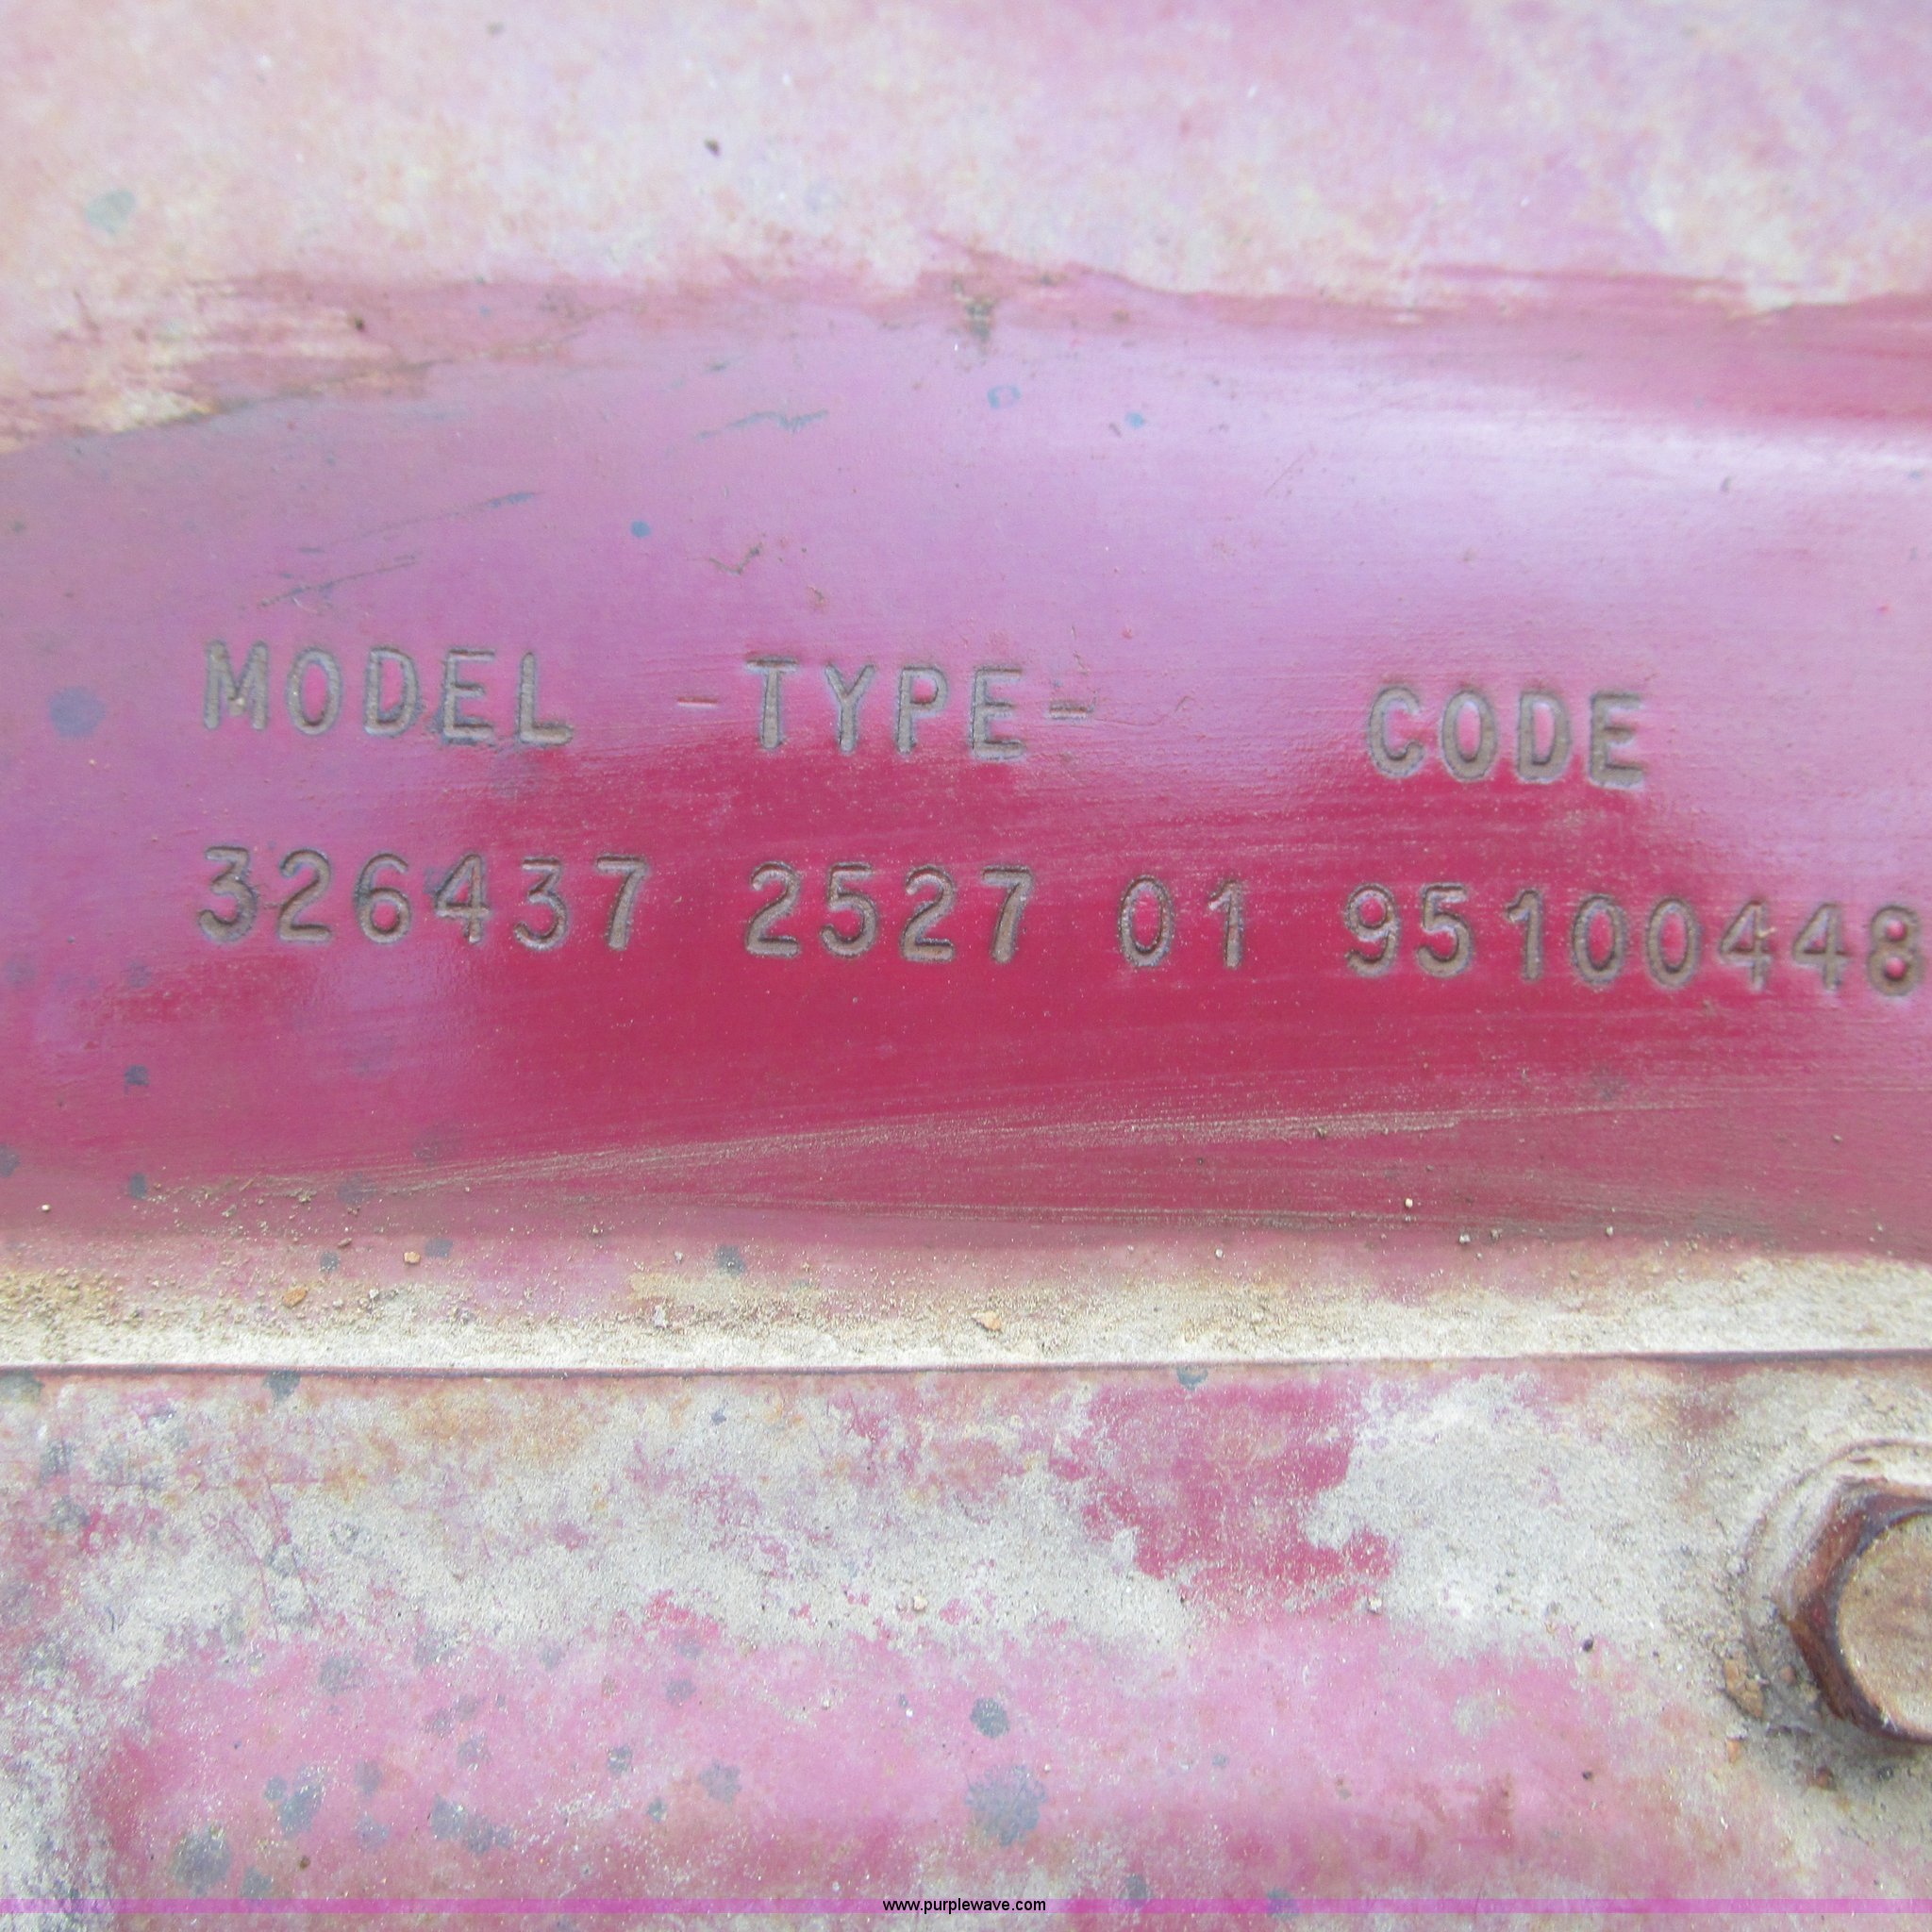 MODEL -TYPE- CODE
326437 2527 01 95100448
www.purplewave.com